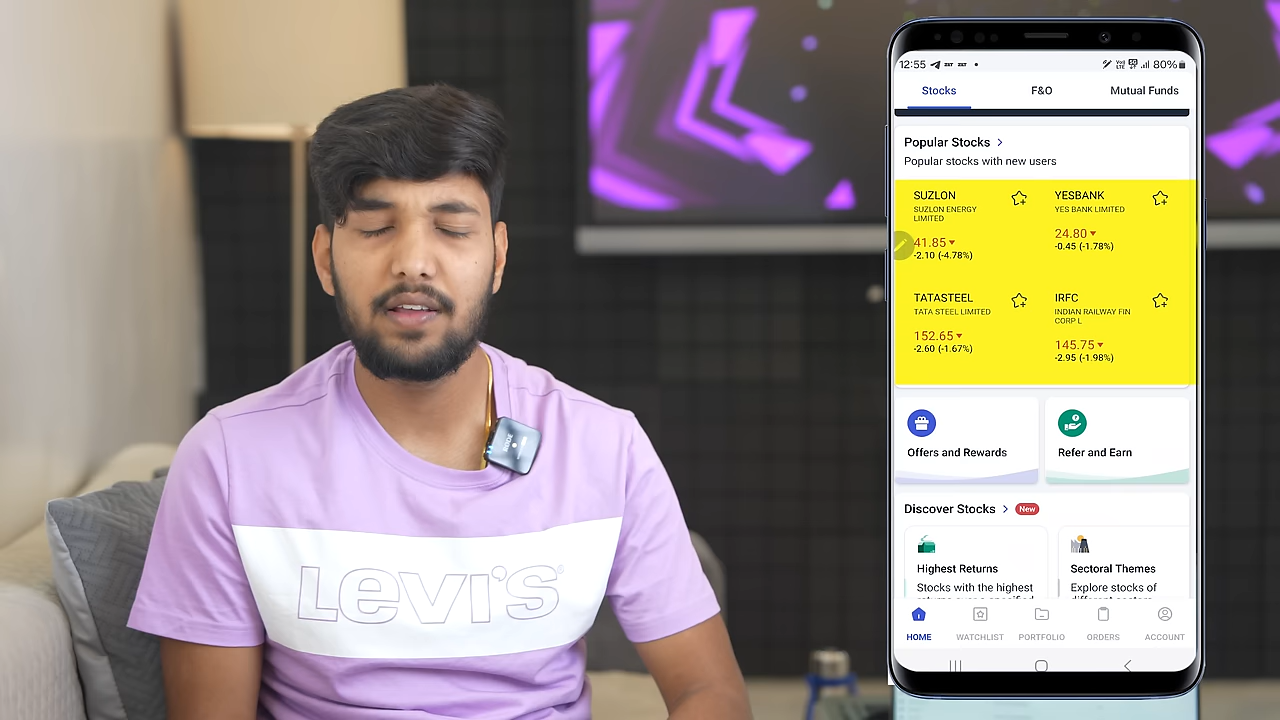 LEVI'S
12:55
80%
Stocks
F&O
Mutual Funds
Popular Stocks
Popular stocks with new users
SUZLON
SUZLON ENERGY
LIMITED
41.85
-2.10 (-4.78%)
YESBANK
YES BANK LIMITED
24.80
-0.45 (-1.78%)
TATASTEEL
TATA STEEL LIMITED
152.65
-2.60 (-1.67%)
IRFC
INDIAN RAILWAY FIN
CORP L
145.75
-2.95 (-1.98%)
Offers and Rewards
Refer and Earn
Discover Stocks
New
Highest Returns
Stocks with the highest
Sectoral Themes
Explore stocks of
HOME
WATCHLIST
PORTFOLIO
ORDERS
ACCOUNT